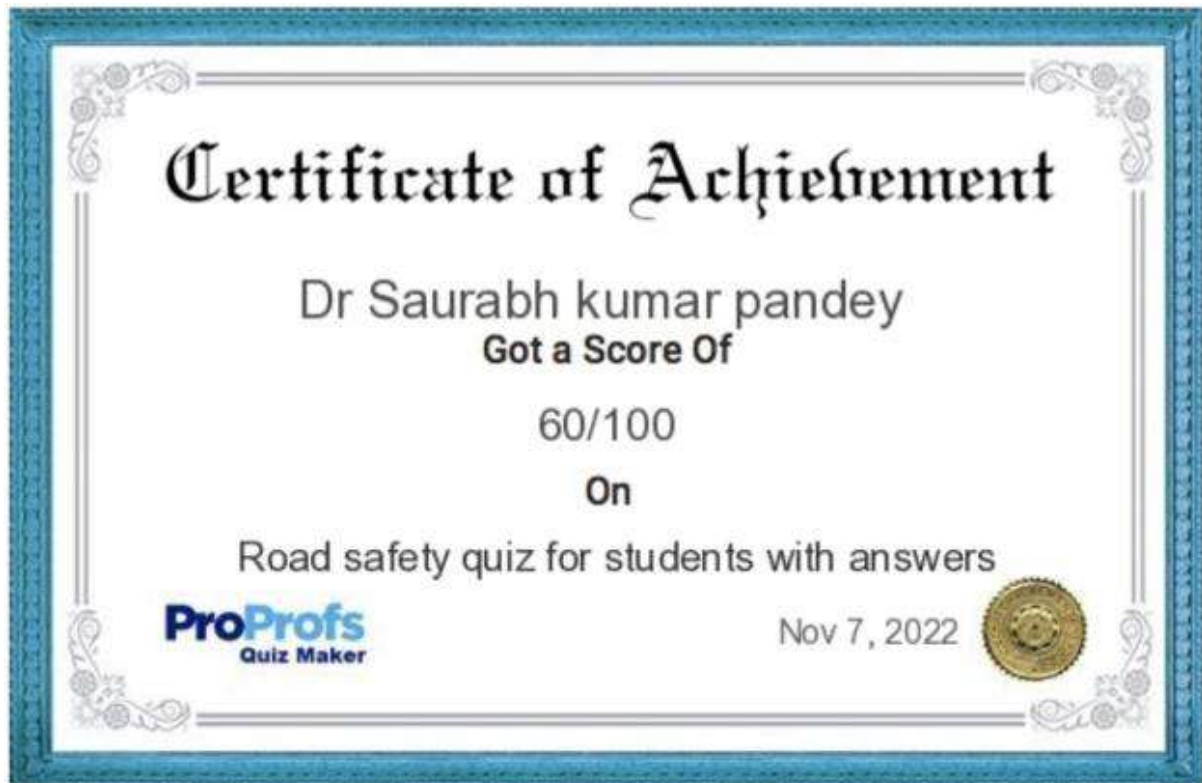 Certificate of Achievement
Dr Saurabh kumar pandey
Got a Score Of
60/100
On
Road safety quiz for students with answers
ProProfs
Quiz Maker
Nov 7, 2022